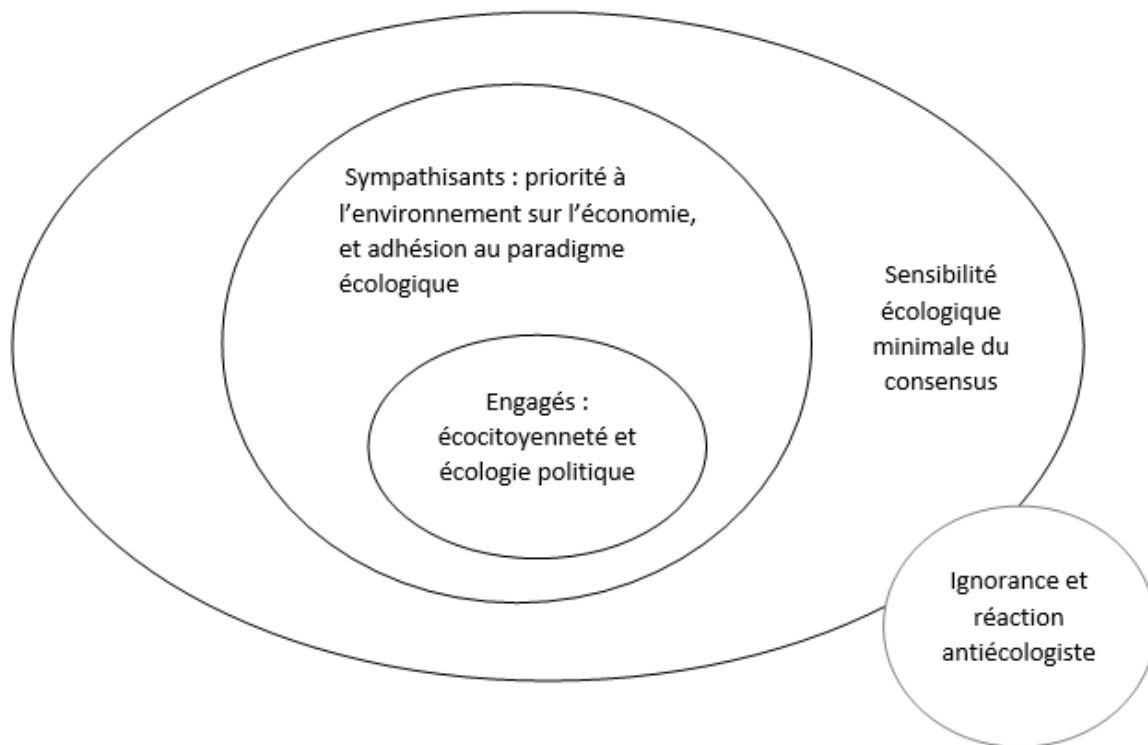 Sympathisants : priorité à
l’environnement sur l’économie,
et adhésion au paradigme
écologique
Sensibilité
écologique
minimale du
consensus
Engagés :
écocitoyenneté et
écologie politique
Ignorance et
réaction
antiécologiste